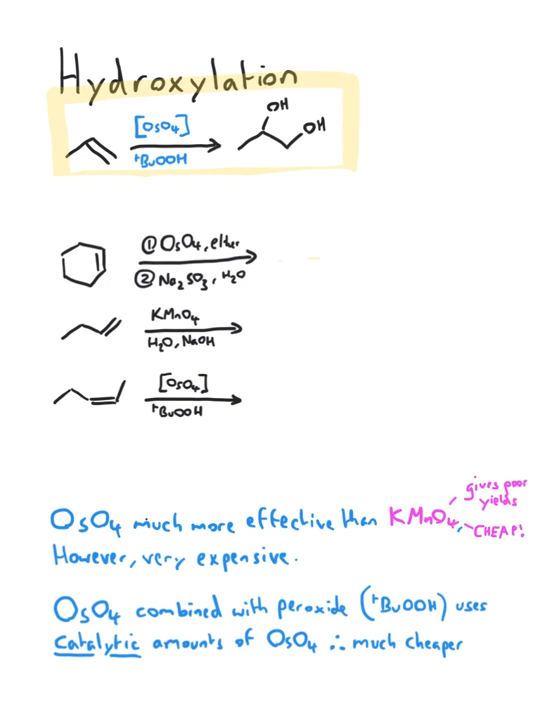 Hydroxylation
OH
[OsO4]
OH
tBuOOH
① OsO4, ether
② Na2SO3, H2O
KMnO4
H2O, NaOH
[OsO4]
tBuOOH
gives poor
yields
OsO4 much more effective than KMnO4,
CHEAP!
However, very expensive.
OsO4 combined with peroxide (tBuOOH) uses
catalytic amounts of OsO4 ∴ much cheaper